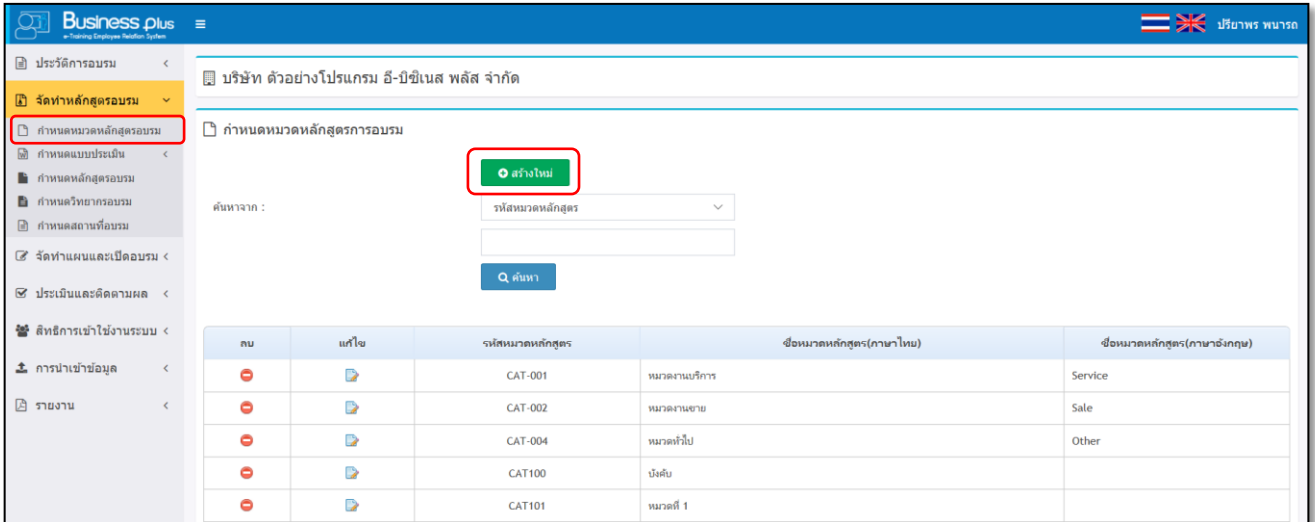 Business plus
e-Training Employee Relation System
ปรียาพร พนารถ
ประวัติการอบรม
จัดทำหลักสูตรอบรม
กำหนดหมวดหลักสูตรอบรม
กำหนดแบบประเมิน
กำหนดหลักสูตรอบรม
กำหนดวิทยากรอบรม
กำหนดสถานที่อบรม
จัดทำแผนและเปิดอบรม
ประเมินและติดตามผล
สิทธิการเข้าใช้งานระบบ
การนำเข้าข้อมูล
รายงาน
บริษัท ตัวอย่างโปรแกรม อี-บิซิเนส พลัส จำกัด
กำหนดหมวดหลักสูตรการอบรม
สร้างใหม่
ค้นหาจาก : รหัสหมวดหลักสูตร
ค้นหา
ลบ แก้ไข รหัสหมวดหลักสูตร ชื่อหมวดหลักสูตร(ภาษาไทย) ชื่อหมวดหลักสูตร(ภาษาอังกฤษ)
CAT-001 หมวดงานบริการ Service
CAT-002 หมวดงานขาย Sale
CAT-004 หมวดทั่วไป Other
CAT100 บังคับ
CAT101 หมวดที่ 1